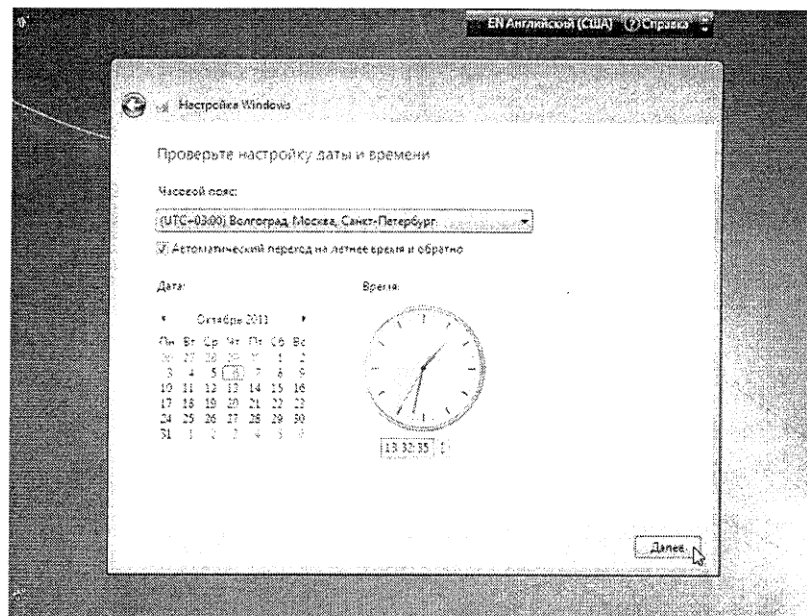 EN Английский (США) Справка
Настройка Windows
Проверьте настройку даты и времени
Часовой пояс:
(UTC+03:00) Волгоград, Москва, Санкт-Петербург
Автоматический переход на летнее время и обратно
Дата: Время:
Октябрь 2011
Пн Вт Ср Чт Пт Сб Вс
26 27 28 29 30 1 2
3 4 5 6 7 8 9
10 11 12 13 14 15 16
17 18 19 20 21 22 23
24 25 26 27 28 29 30
31 1 2 3 4 5 6
13:32:35
Далее